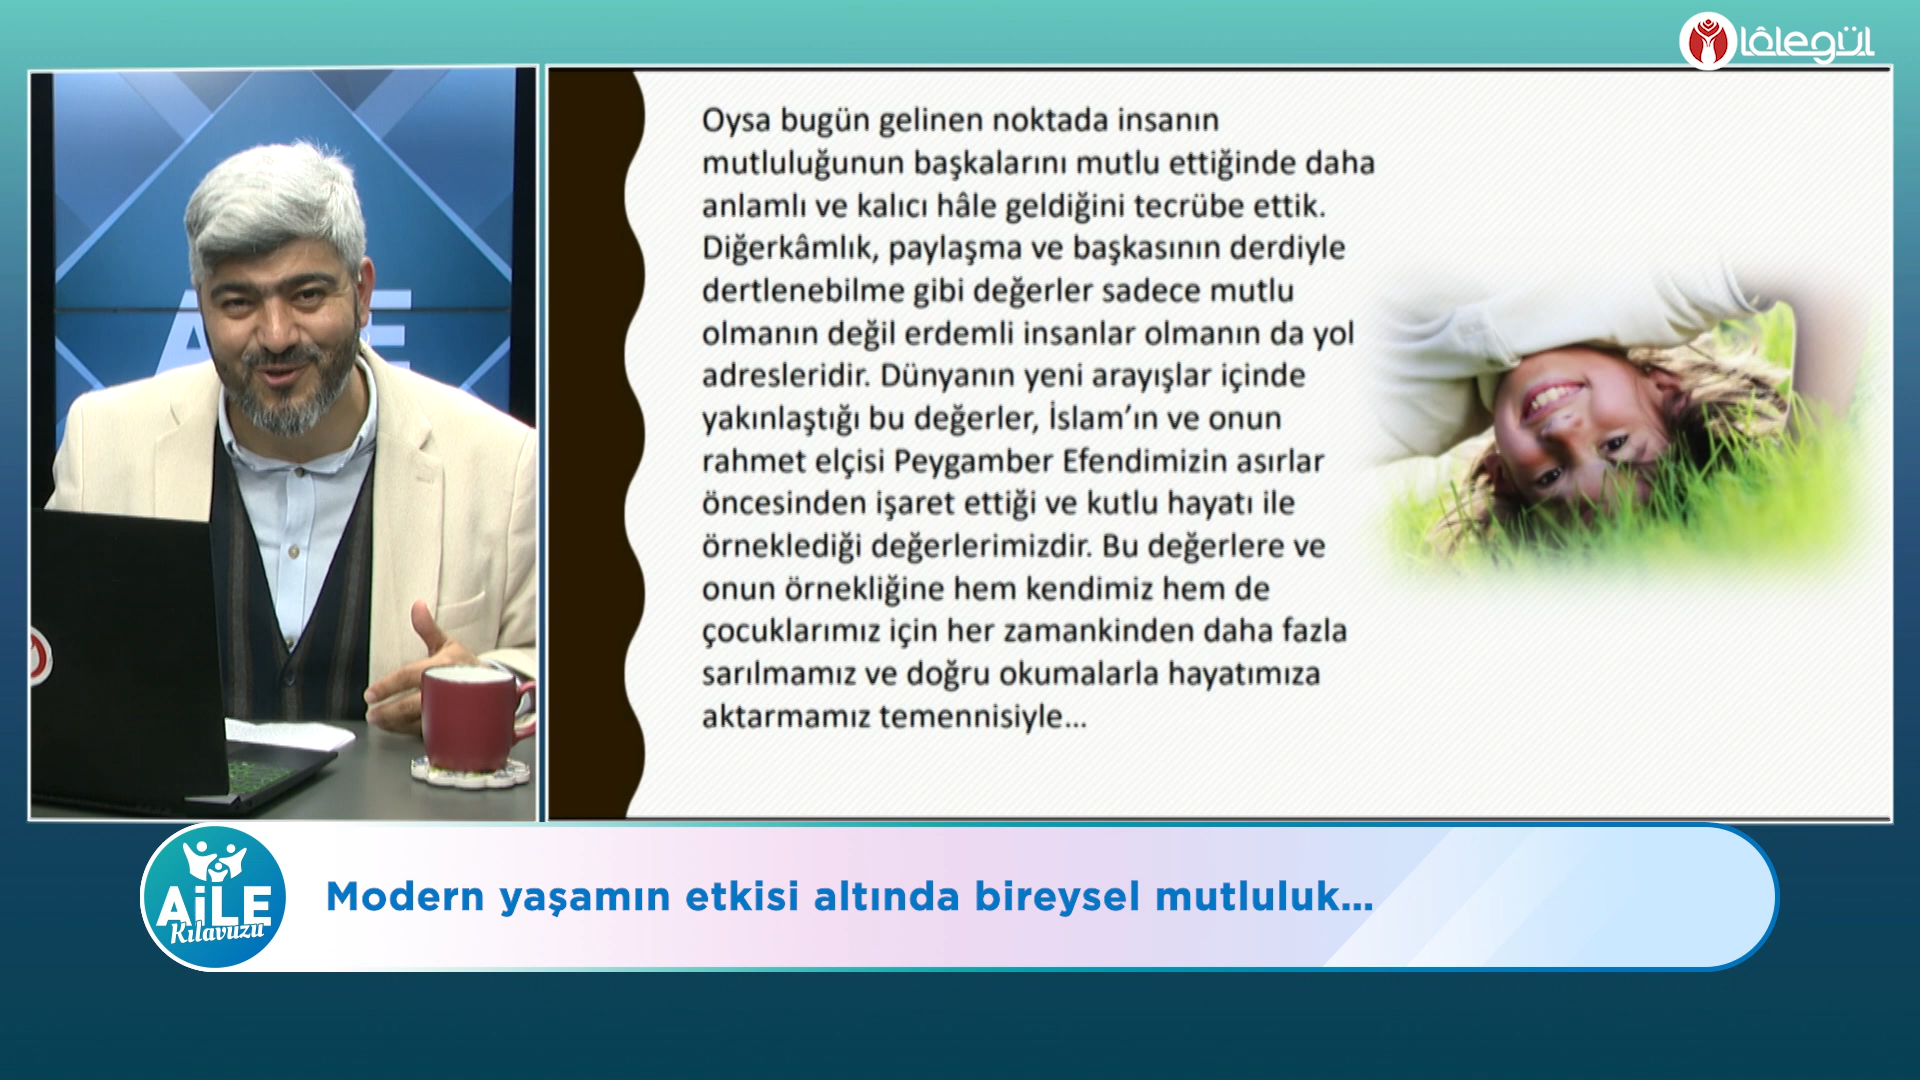 lâlegül
Oysa bugün gelinen noktada insanın
mutluluğunun başkalarını mutlu ettiğinde daha
anlamlı ve kalıcı hâle geldiğini tecrübe ettik.
Diğerkâmlık, paylaşma ve başkasının derdiyle
dertlenebilme gibi değerler sadece mutlu
olmanın değil erdemli insanlar olmanın da yol
adresleridir. Dünyanın yeni arayışlar içinde
yakınlaştığı bu değerler, İslam’ın ve onun
rahmet elçisi Peygamber Efendimizin asırlar
öncesinden işaret ettiği ve kutlu hayatı ile
örneklediği değerlerimizdir. Bu değerlere ve
onun örnekliğine hem kendimiz hem de
çocuklarımız için her zamankinden daha fazla
sarılmamız ve doğru okumalarla hayatımıza
aktarmamız temennisiyle...
AiLE
Kılavuzu
Modern yaşamın etkisi altında bireysel mutluluk...